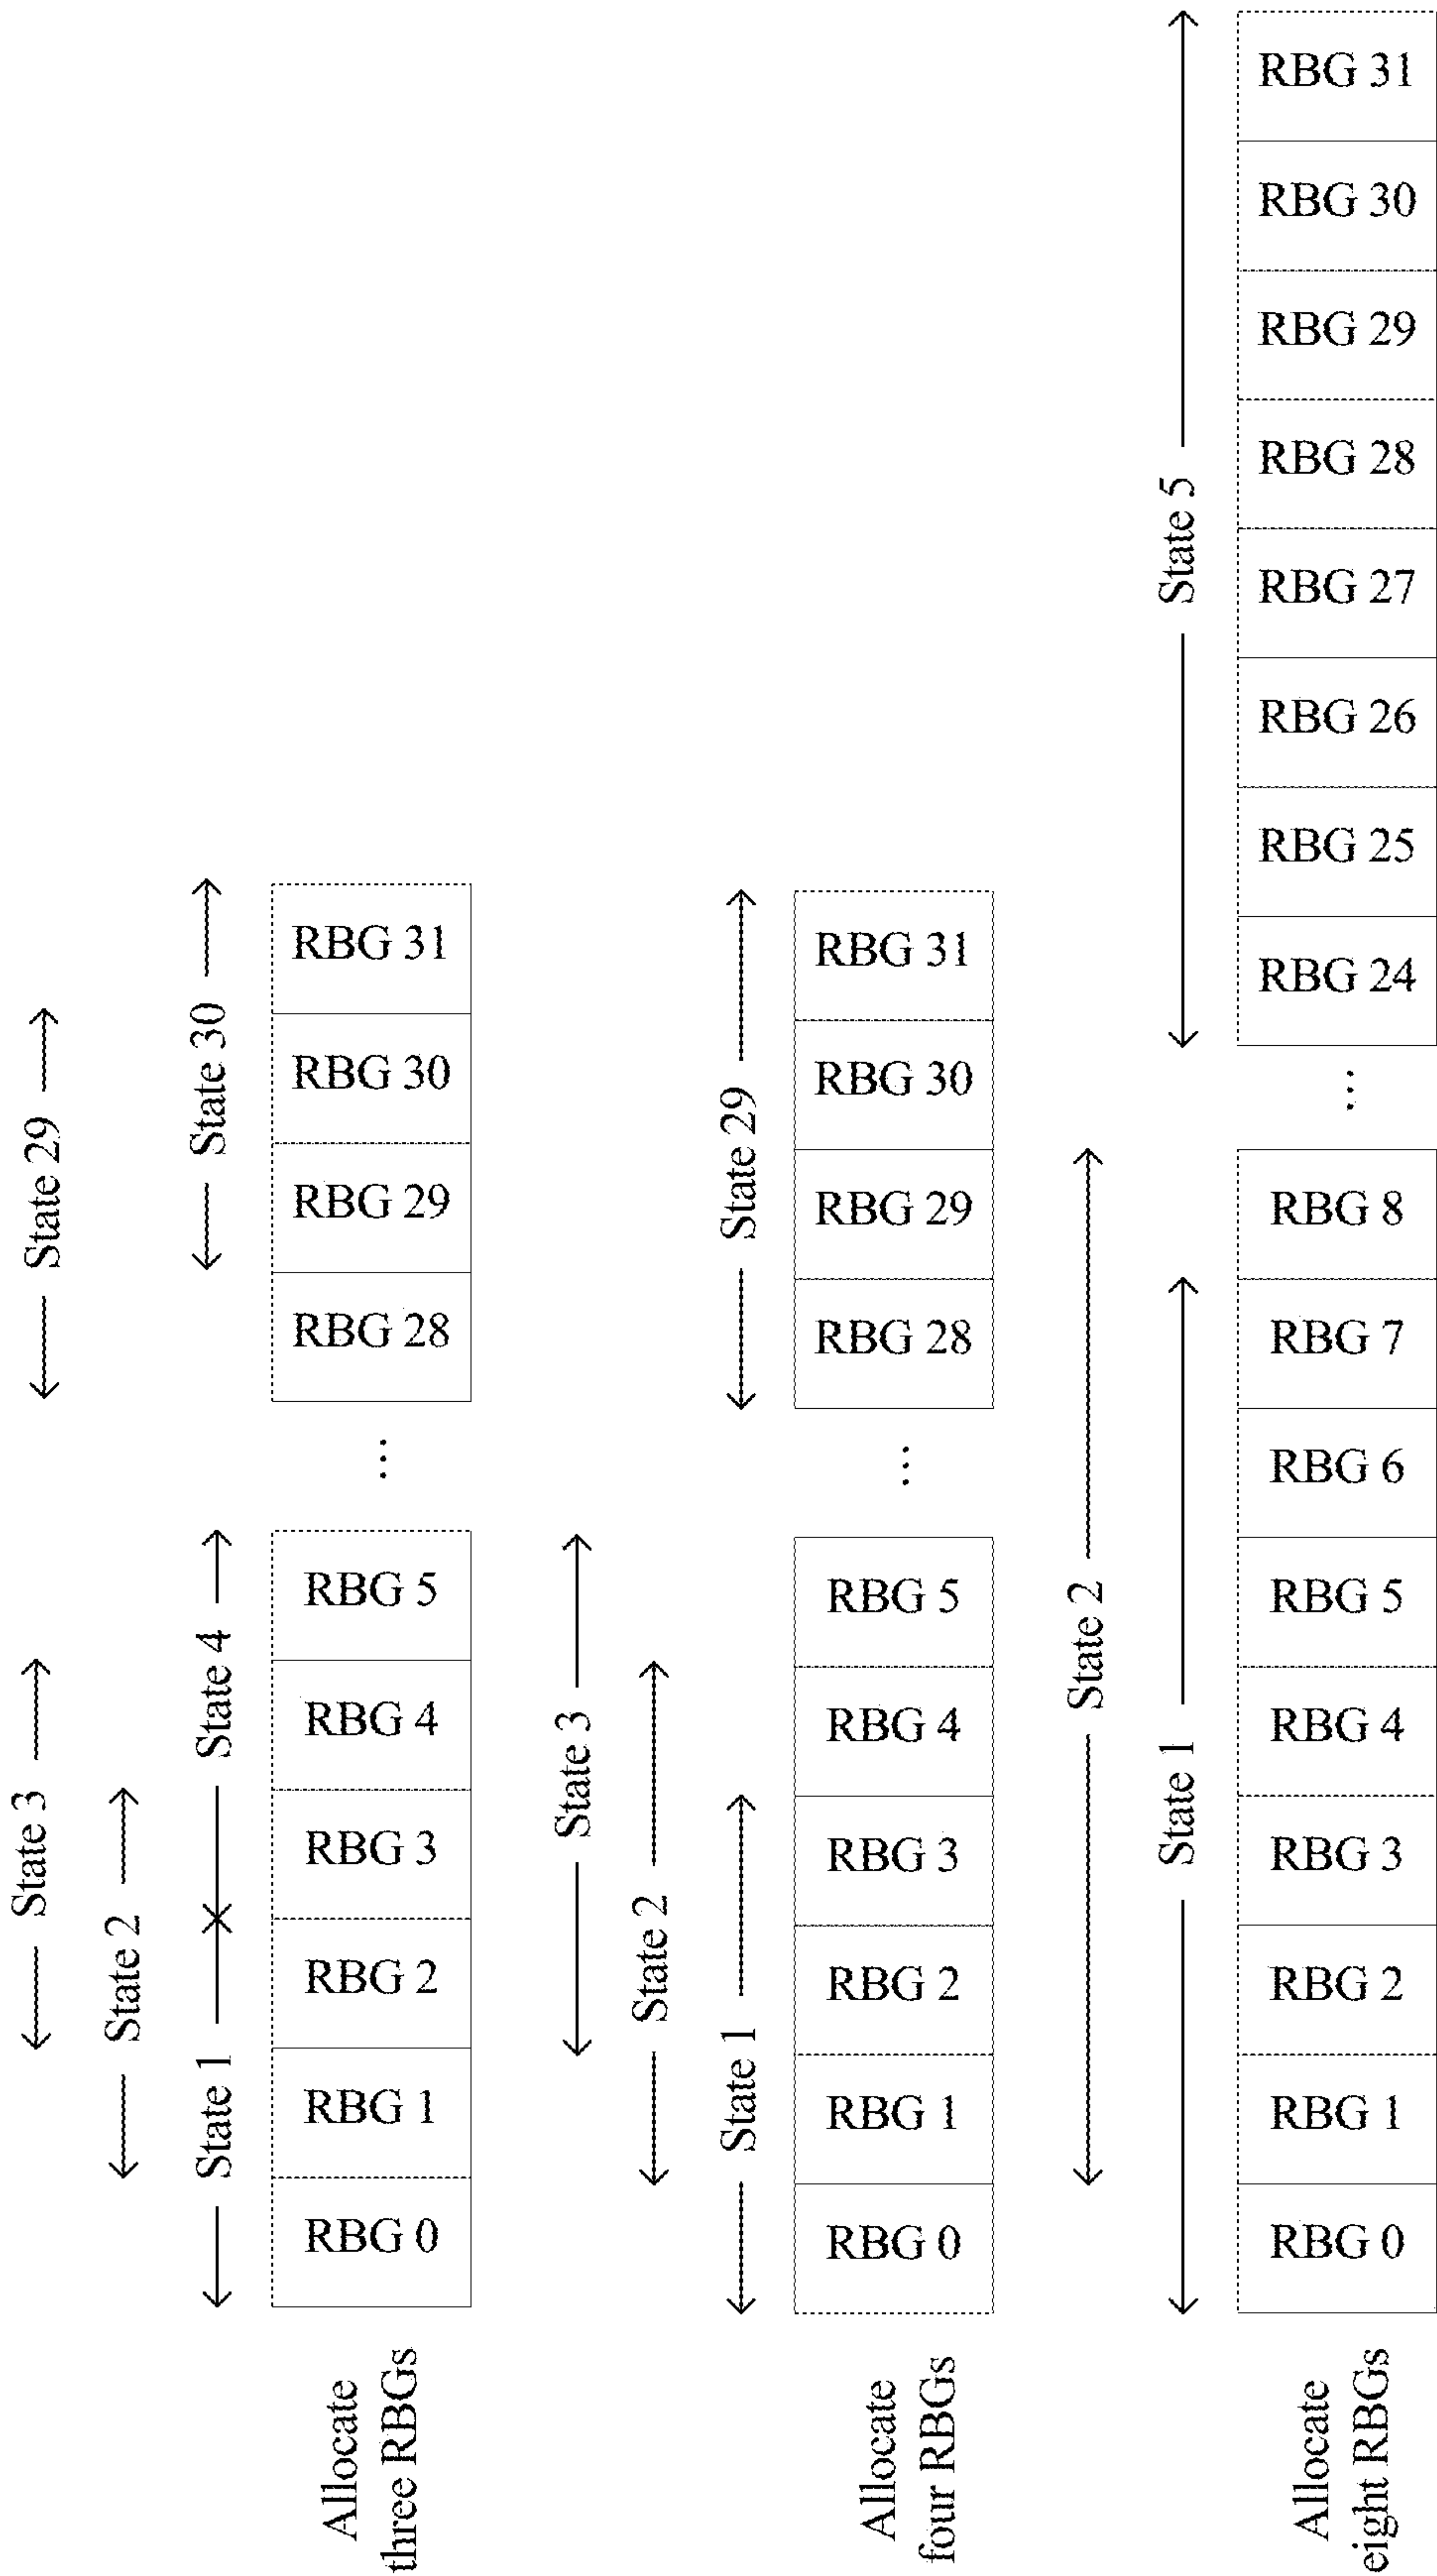 State 3
State 29
State 2
State 1
State 4
State 30
Allocate
three RBGs
RBG 0
RBG 1
RBG 2
RBG 3
RBG 4
RBG 5
...
RBG 28
RBG 29
RBG 30
RBG 31
State 3
State 2
State 1
State 29
Allocate
four RBGs
RBG 0
RBG 1
RBG 2
RBG 3
RBG 4
RBG 5
...
RBG 28
RBG 29
RBG 30
RBG 31
State 2
State 1
State 5
Allocate
eight RBGs
RBG 0
RBG 1
RBG 2
RBG 3
RBG 4
RBG 5
RBG 6
RBG 7
RBG 8
...
RBG 24
RBG 25
RBG 26
RBG 27
RBG 28
RBG 29
RBG 30
RBG 31